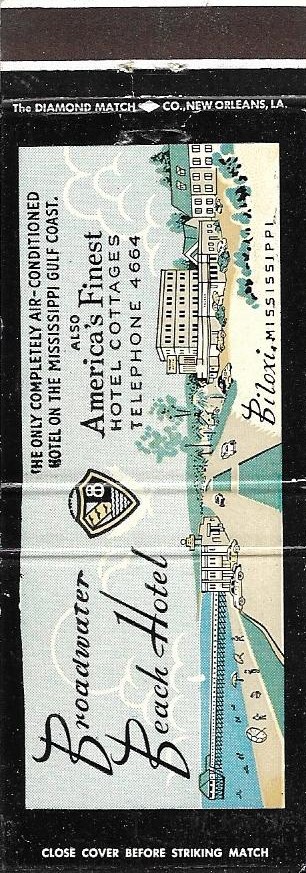 The DIAMOND MATCH CO., NEW ORLEANS, LA.
THE ONLY COMPLETELY AIR-CONDITIONED
HOTEL ON THE MISSISSIPPI GULF COAST.
ALSO
America's Finest
HOTEL COTTAGES
TELEPHONE 4664
B
Broadwater
Beach Hotel
Biloxi, MISSISSIPPI
CLOSE COVER BEFORE STRIKING MATCH